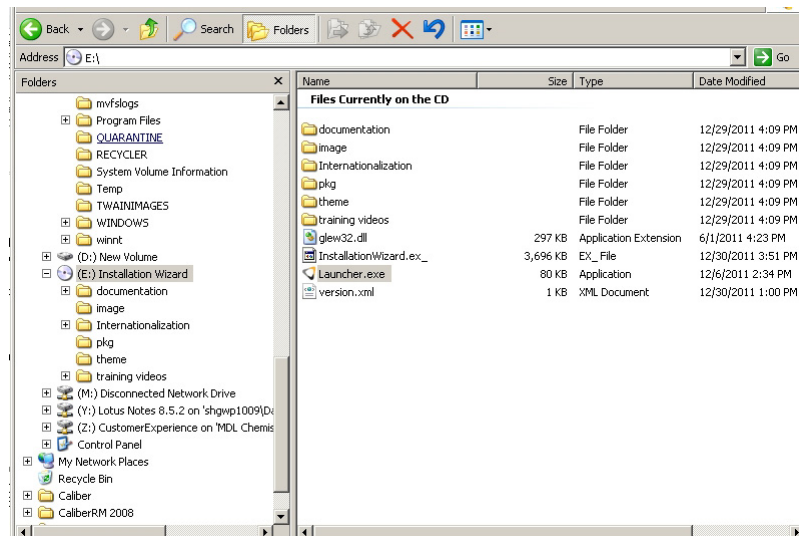 Back Search Folders
Address E:\ Go
Folders x
mvfslogs
Program Files
QUARANTINE
RECYCLER
System Volume Information
Temp
TWAINIMAGES
WINDOWS
winnt
(D:) New Volume
(E:) Installation Wizard
documentation
image
Internationalization
pkg
theme
training videos
(M:) Disconnected Network Drive
(Y:) Lotus Notes 8.5.2 on 'shgwp1009\Da
(Z:) CustomerExperience on 'MDL Chemis
Control Panel
My Network Places
Recycle Bin
Caliber
CaliberRM 2008
Name Size Type Date Modified
Files Currently on the CD
documentation File Folder 12/29/2011 4:09 PM
image File Folder 12/29/2011 4:09 PM
Internationalization File Folder 12/29/2011 4:09 PM
pkg File Folder 12/29/2011 4:09 PM
theme File Folder 12/29/2011 4:09 PM
training videos File Folder 12/29/2011 4:09 PM
glew32.dll 297 KB Application Extension 6/1/2011 4:23 PM
InstallationWizard.ex_ 3,696 KB EX_ File 12/30/2011 3:51 PM
Launcher.exe 80 KB Application 12/6/2011 2:34 PM
version.xml 1 KB XML Document 12/30/2011 1:00 PM